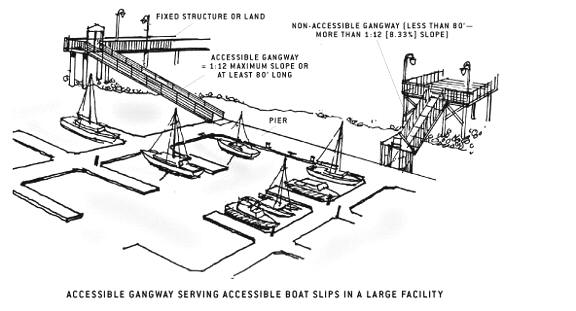 FIXED STRUCTURE OR LAND
NON-ACCESSIBLE GANGWAY (LESS THAN 80'—
MORE THAN 1:12 [8.33%] SLOPE)
ACCESSIBLE GANGWAY
= 1:12 MAXIMUM SLOPE OR
AT LEAST 80' LONG
PIER
ACCESSIBLE GANGWAY SERVING ACCESSIBLE BOAT SLIPS IN A LARGE FACILITY